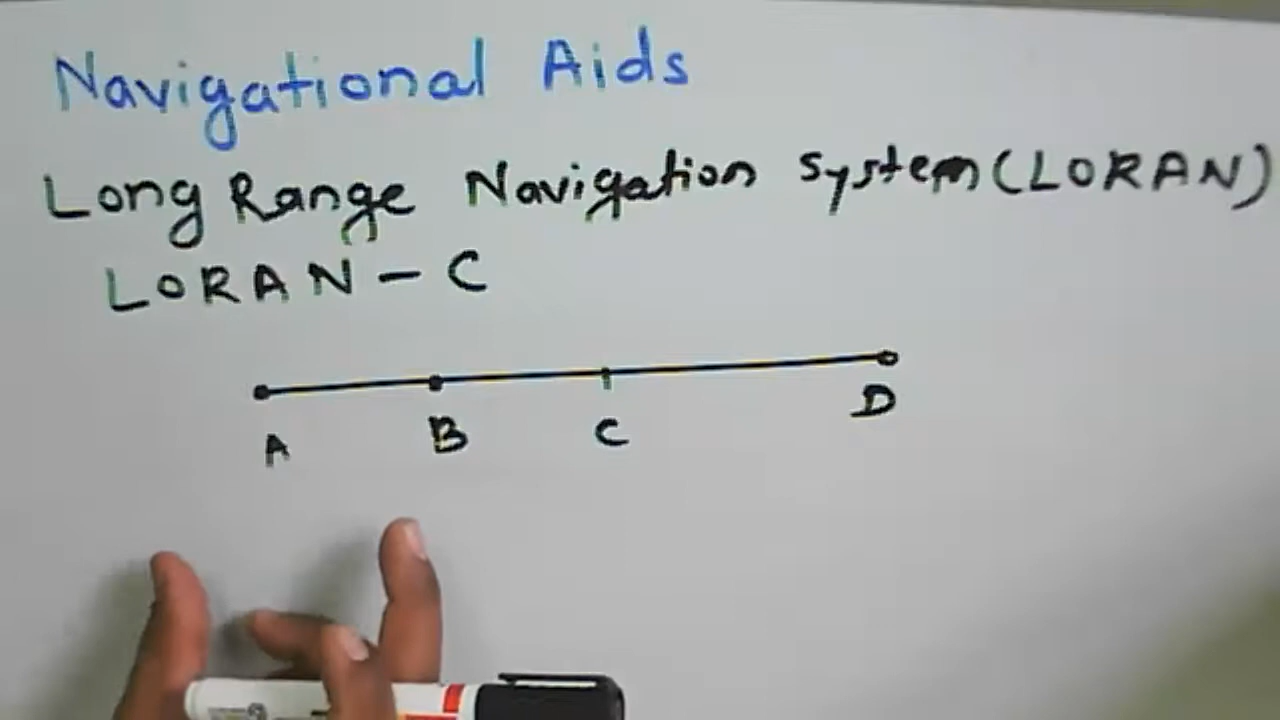 Navigational Aids
Long Range Navigation System (LORAN)
LORAN - C
A B C D